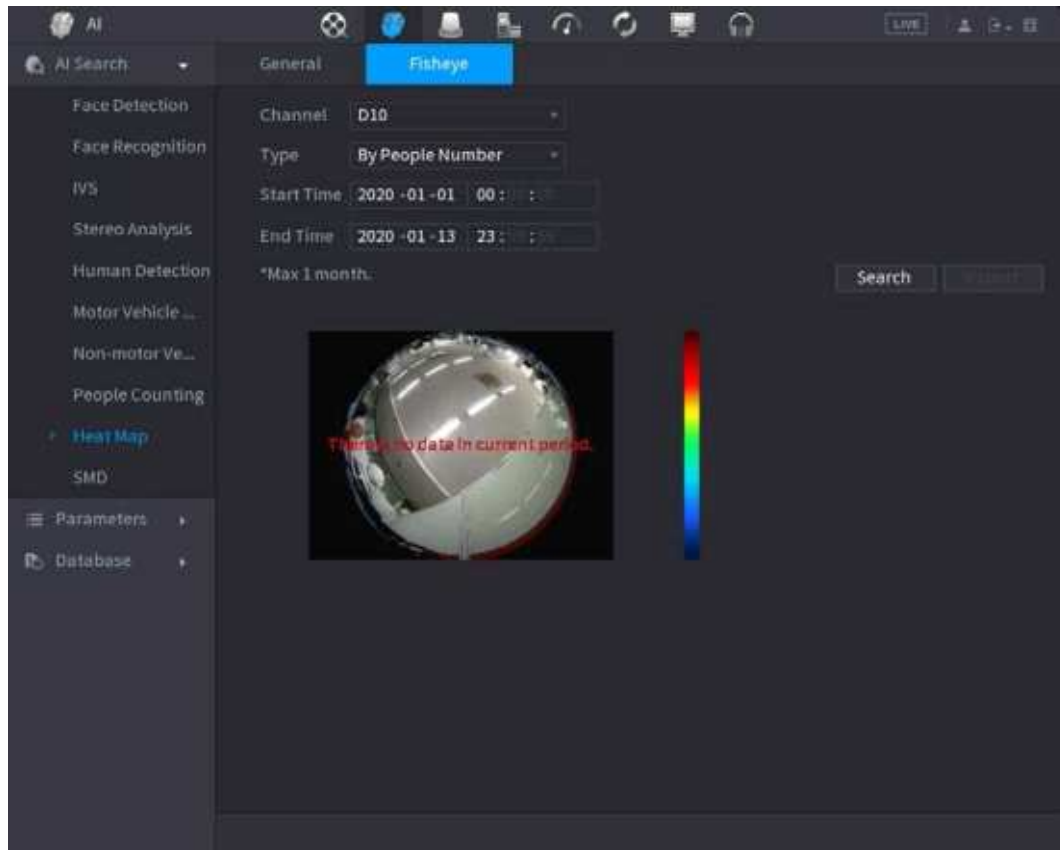 AI
LIVE
AI Search
General
Fisheye
Face Detection
Face Recognition
IVS
Stereo Analysis
Human Detection
Motor Vehicle ...
Non-motor Ve...
People Counting
Heat Map
SMD
Parameters
Database
Channel D10
Type By People Number
Start Time 2020 -01 -01 00 : :
End Time 2020 -01 -13 23 : :
*Max 1 month.
Search
no data in current period.